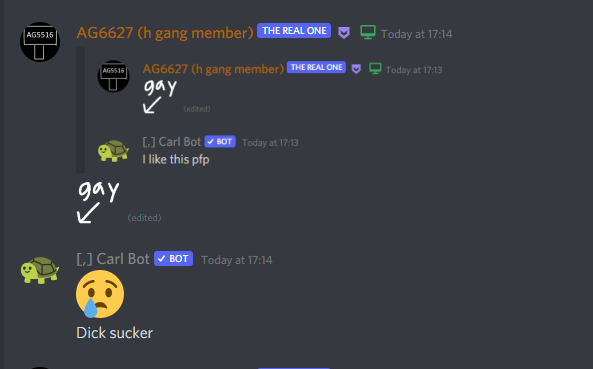 AG5516
AG6627 (h gang member) THE REAL ONE Today at 17:14
AG5516
AG6627 (h gang member) THE REAL ONE Today at 17:13
gay
(edited)
[,] Carl Bot ✓ BOT Today at 17:13
I like this pfp
gay
(edited)
[,] Carl Bot ✓ BOT Today at 17:14
Dick sucker